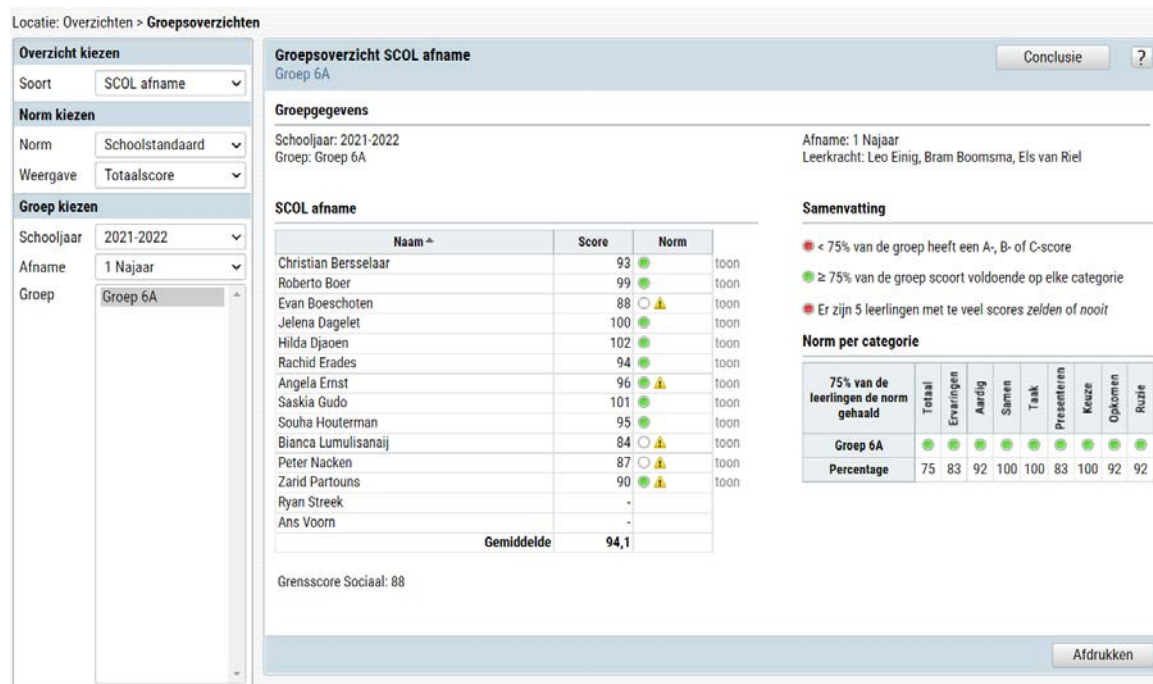 Locatie: Overzichten > Groepsoverzichten
Overzicht kiezen
Soort SCOL afname
Norm kiezen
Norm Schoolstandaard
Weergave Totaalscore
Groep kiezen
Schooljaar 2021-2022
Afname 1 Najaar
Groep Groep 6A
Groepsoverzicht SCOL afname
Groep 6A
Conclusie ?
Groepgegevens
Schooljaar: 2021-2022
Groep: Groep 6A
Afname: 1 Najaar
Leerkracht: Leo Einig, Bram Boomsma, Els van Riel
SCOL afname
Naam Score Norm
Christian Bersselaar 93 toon
Roberto Boer 99 toon
Evan Boeschoten 88 toon
Jelena Dagelet 100 toon
Hilda Djaoen 102 toon
Rachid Erades 94 toon
Angela Ernst 96 toon
Saskia Gudo 101 toon
Souha Houterman 95 toon
Bianca Lumulisanaij 84 toon
Peter Nacken 87 toon
Zarid Partouns 90 toon
Ryan Streek -
Ans Voorn -
Gemiddelde 94,1
Grensscore Sociaal: 88
Samenvatting
< 75% van de groep heeft een A-, B- of C-score
≥ 75% van de groep scoort voldoende op elke categorie
Er zijn 5 leerlingen met te veel scores zelden of nooit
Norm per categorie
75% van de
leerlingen de norm
gehaald
Totaal
Ervaringen
Aardig
Samen
Taak
Presenteren
Keuze
Opkomen
Ruzie
Groep 6A
Percentage 75 83 92 100 100 83 100 92 92
Afdrukken